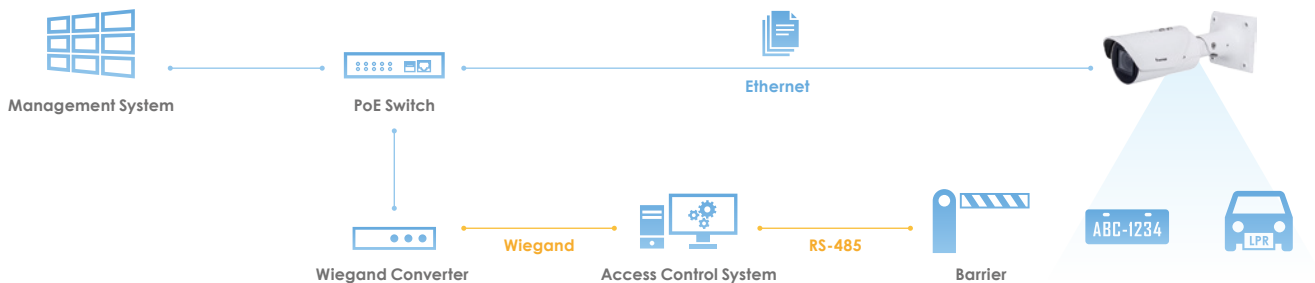 Ethernet
Management System
PoE Switch
ABC-1234
LPR
Wiegand
RS-485
Wiegand Converter
Access Control System
Barrier